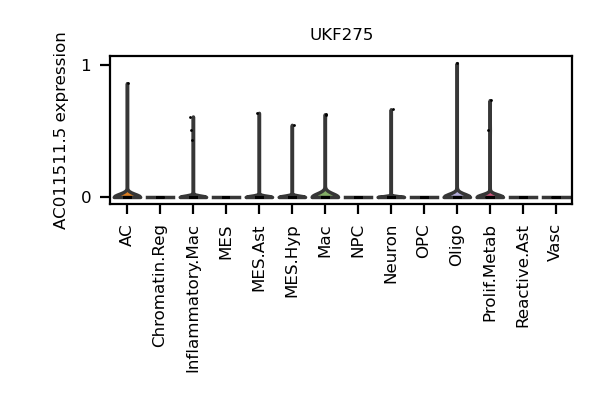 UKF275
AC011511.5 expression
1
0
AC
Chromatin.Reg
Inflammatory.Mac
MES
MES.Ast
MES.Hyp
Mac
NPC
Neuron
OPC
Oligo
Prolif.Metab
Reactive.Ast
Vasc